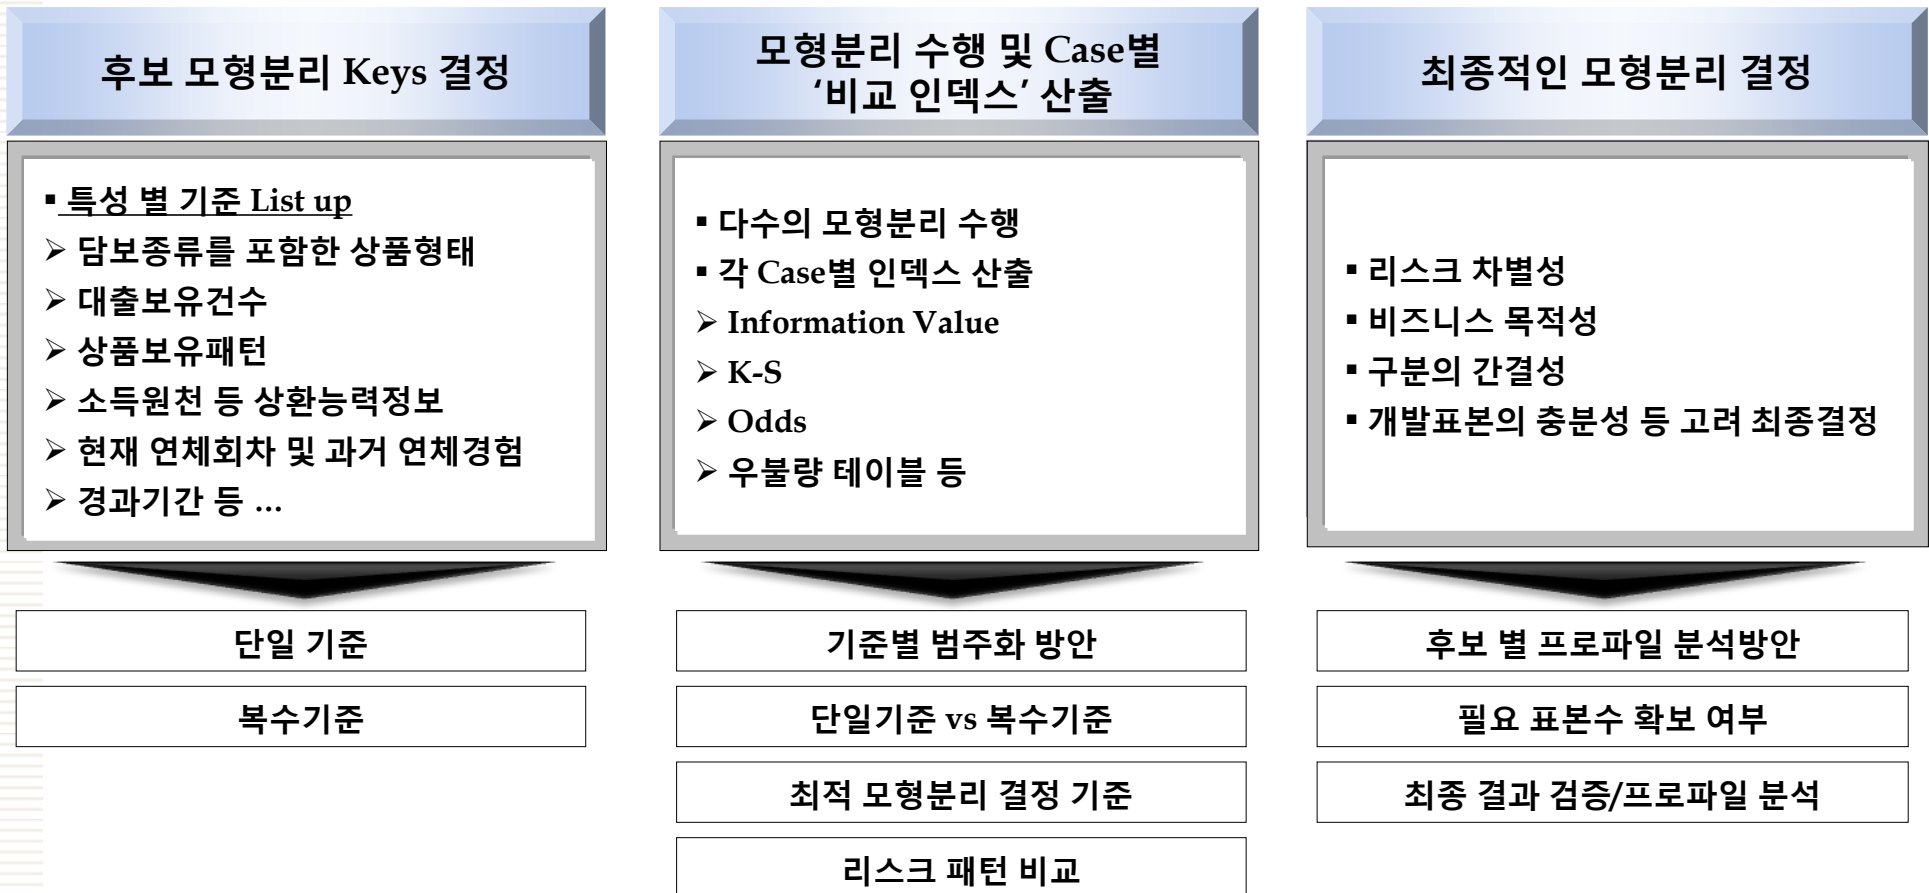 후보 모형분리 Keys 결정
▪ 특성 별 기준 List up
➢ 담보종류를 포함한 상품형태
➢ 대출보유건수
➢ 상품보유패턴
➢ 소득원천 등 상환능력정보
➢ 현재 연체회차 및 과거 연체경험
➢ 경과기간 등 ...
단일 기준
복수기준
모형분리 수행 및 Case별
‘비교 인덱스’ 산출
▪ 다수의 모형분리 수행
▪ 각 Case별 인덱스 산출
➢ Information Value
➢ K-S
➢ Odds
➢ 우불량 테이블 등
기준별 범주화 방안
단일기준 vs 복수기준
최적 모형분리 결정 기준
리스크 패턴 비교
최종적인 모형분리 결정
▪ 리스크 차별성
▪ 비즈니스 목적성
▪ 구분의 간결성
▪ 개발표본의 충분성 등 고려 최종결정
후보 별 프로파일 분석방안
필요 표본수 확보 여부
최종 결과 검증/프로파일 분석